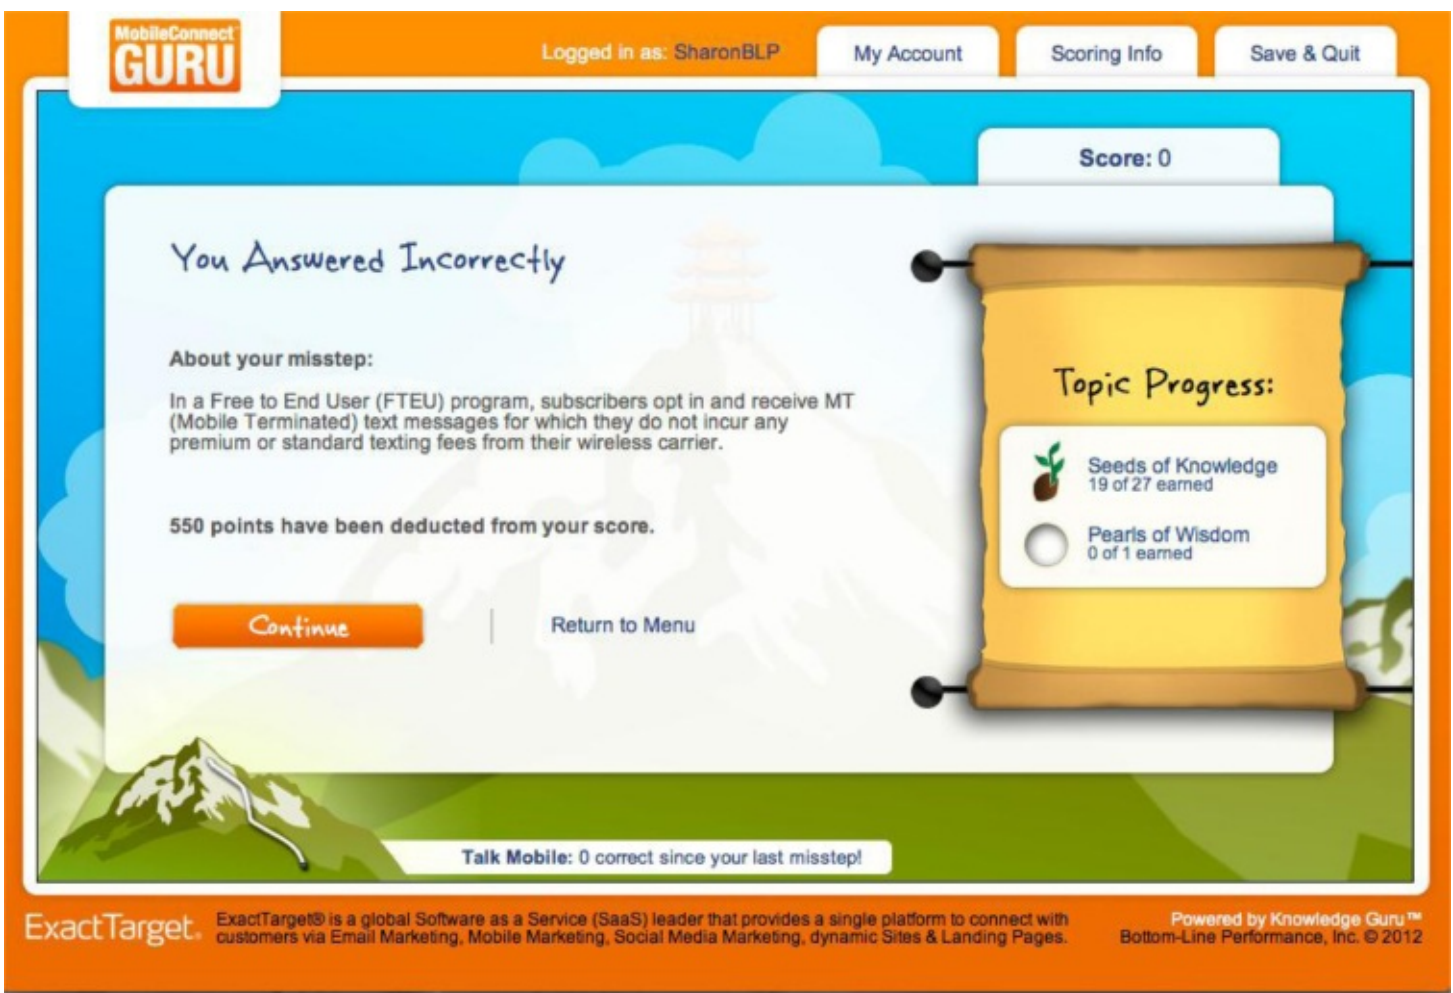 MobileConnect™
GURU
Logged in as: SharonBLP
My Account
Scoring Info
Save & Quit
Score: 0
You Answered Incorrectly
About your misstep:
In a Free to End User (FTEU) program, subscribers opt in and receive MT
(Mobile Terminated) text messages for which they do not incur any
premium or standard texting fees from their wireless carrier.
550 points have been deducted from your score.
Continue
Return to Menu
Topic Progress:
Seeds of Knowledge
19 of 27 earned
Pearls of Wisdom
0 of 1 earned
Talk Mobile: 0 correct since your last misstep!
ExactTarget.
ExactTarget® is a global Software as a Service (SaaS) leader that provides a single platform to connect with
customers via Email Marketing, Mobile Marketing, Social Media Marketing, dynamic Sites & Landing Pages.
Powered by Knowledge Guru™
Bottom-Line Performance, Inc. © 2012